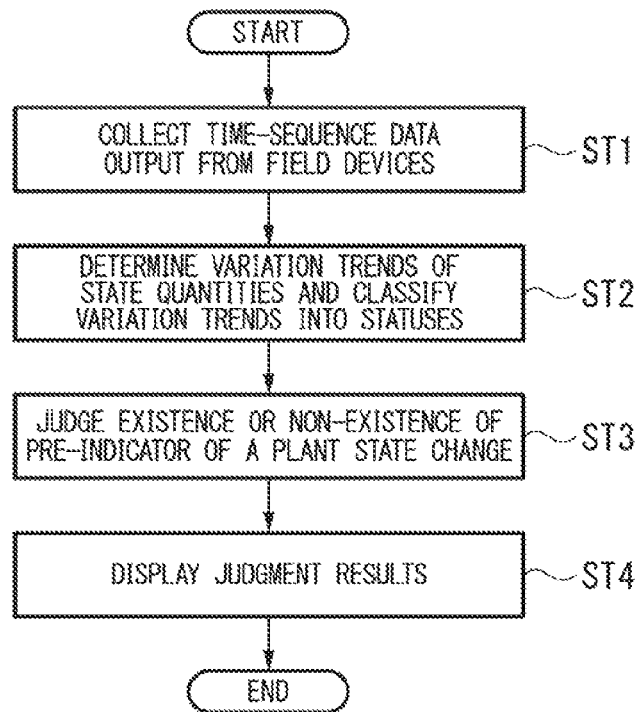 START
COLLECT TIME-SEQUENCE DATA
OUTPUT FROM FIELD DEVICES
ST1
DETERMINE VARIATION TRENDS OF
STATE QUANTITIES AND CLASSIFY
VARIATION TRENDS INTO STATUSES
ST2
JUDGE EXISTENCE OR NON-EXISTENCE OF
PRE-INDICATOR OF A PLANT STATE CHANGE
ST3
DISPLAY JUDGMENT RESULTS
ST4
END